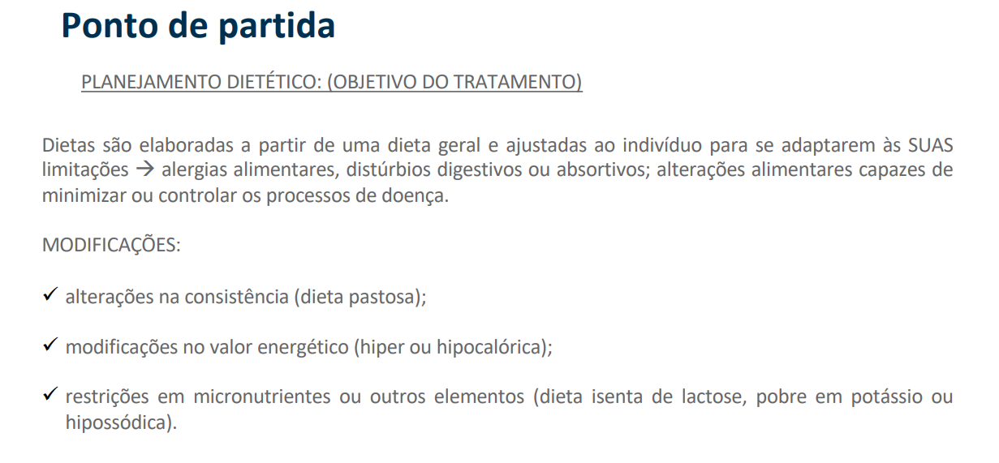 Ponto de partida
PLANEJAMENTO DIETÉTICO: (OBJETIVO DO TRATAMENTO)
Dietas são elaboradas a partir de uma dieta geral e ajustadas ao indivíduo para se adaptarem às SUAS
limitações → alergias alimentares, distúrbios digestivos ou absortivos; alterações alimentares capazes de
minimizar ou controlar os processos de doença.
MODIFICAÇÕES:
✓ alterações na consistência (dieta pastosa);
✓ modificações no valor energético (hiper ou hipocalórica);
✓ restrições em micronutrientes ou outros elementos (dieta isenta de lactose, pobre em potássio ou
hipossódica).